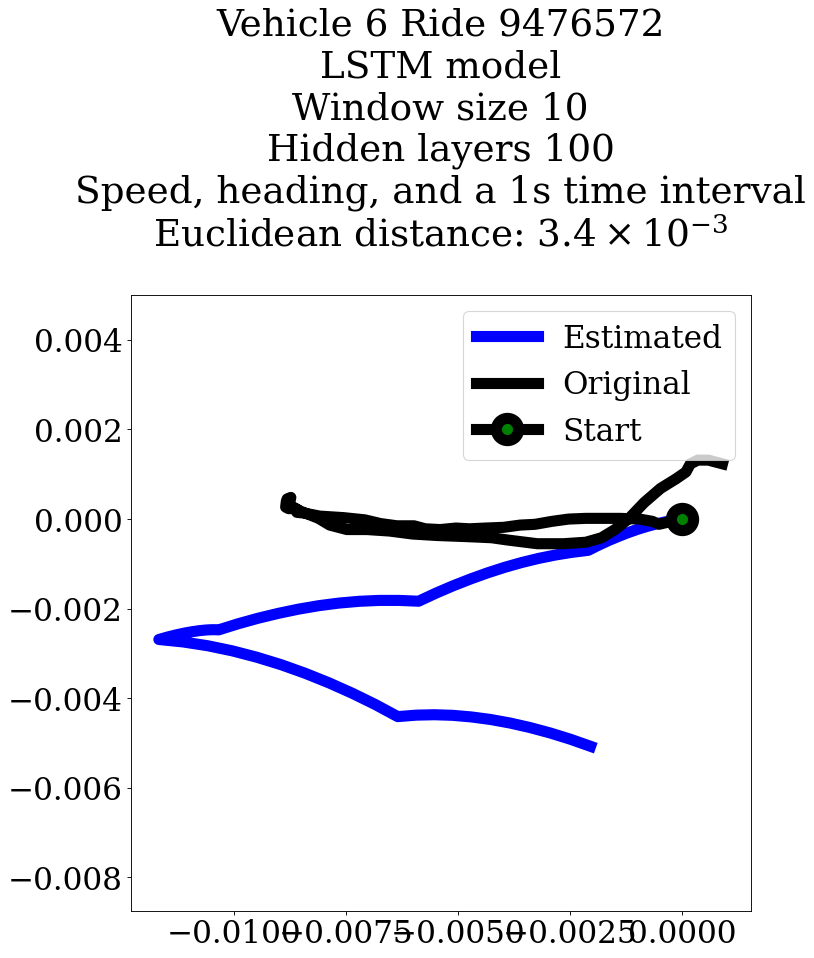 Vehicle 6 Ride 9476572
LSTM model
Window size 10
Hidden layers 100
Speed, heading, and a 1s time interval
Euclidean distance: 3.4 × 10⁻³
Estimated
Original
Start
0.004
0.002
0.000
−0.002
−0.004
−0.006
−0.008
−0.0100 −0.0075 −0.0050 −0.0025 0.0000